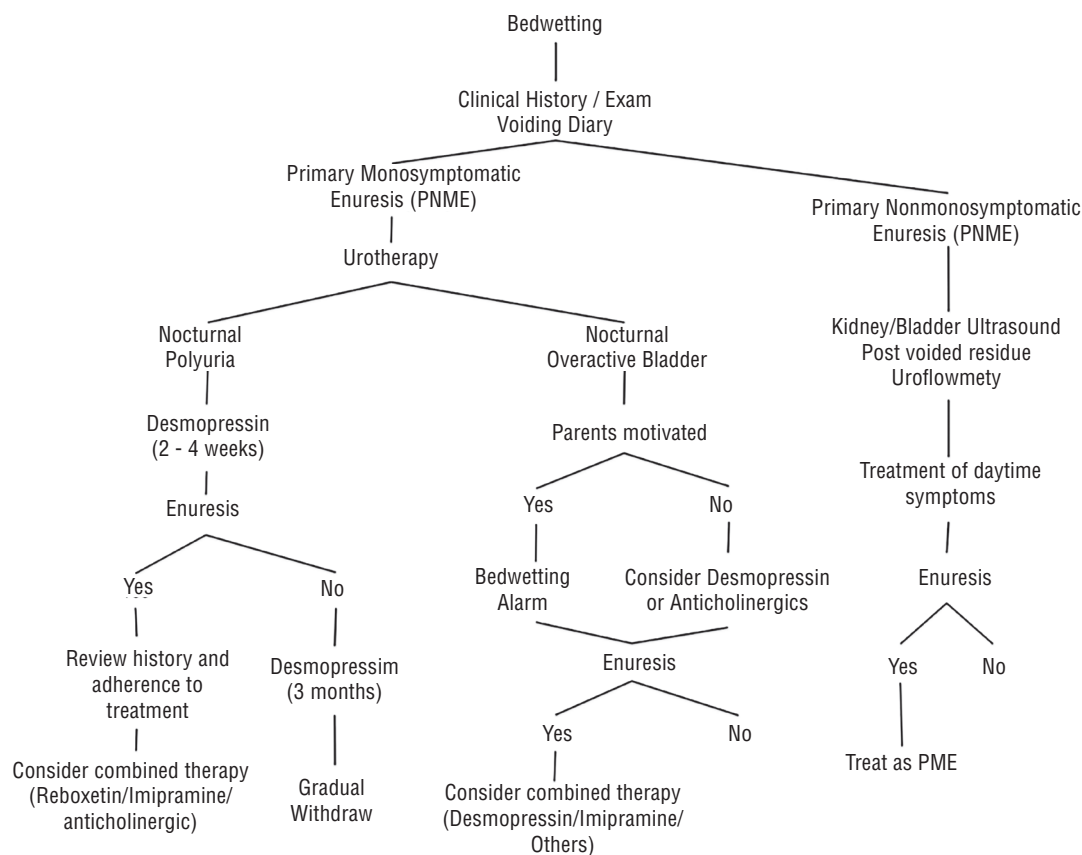 Bedwetting
Clinical History / Exam
Voiding Diary
Primary Monosymptomatic
Enuresis (PNME)
Urotherapy
Nocturnal
Polyuria
Desmopressin
(2 - 4 weeks)
Enuresis
Yes
Review history and
adherence to
treatment
Consider combined therapy
(Reboxetin/Imipramine/
anticholinergic)
No
Desmopressim
(3 months)
Gradual
Withdraw
Nocturnal
Overactive Bladder
Parents motivated
Yes
Bedwetting
Alarm
No
Consider Desmopressin
or Anticholinergics
Enuresis
Yes
Consider combined therapy
(Desmopressin/Imipramine/
Others)
No
Primary Nonmonosymptomatic
Enuresis (PNME)
Kidney/Bladder Ultrasound
Post voided residue
Uroflowmety
Treatment of daytime
symptoms
Enuresis
Yes
Treat as PME
No